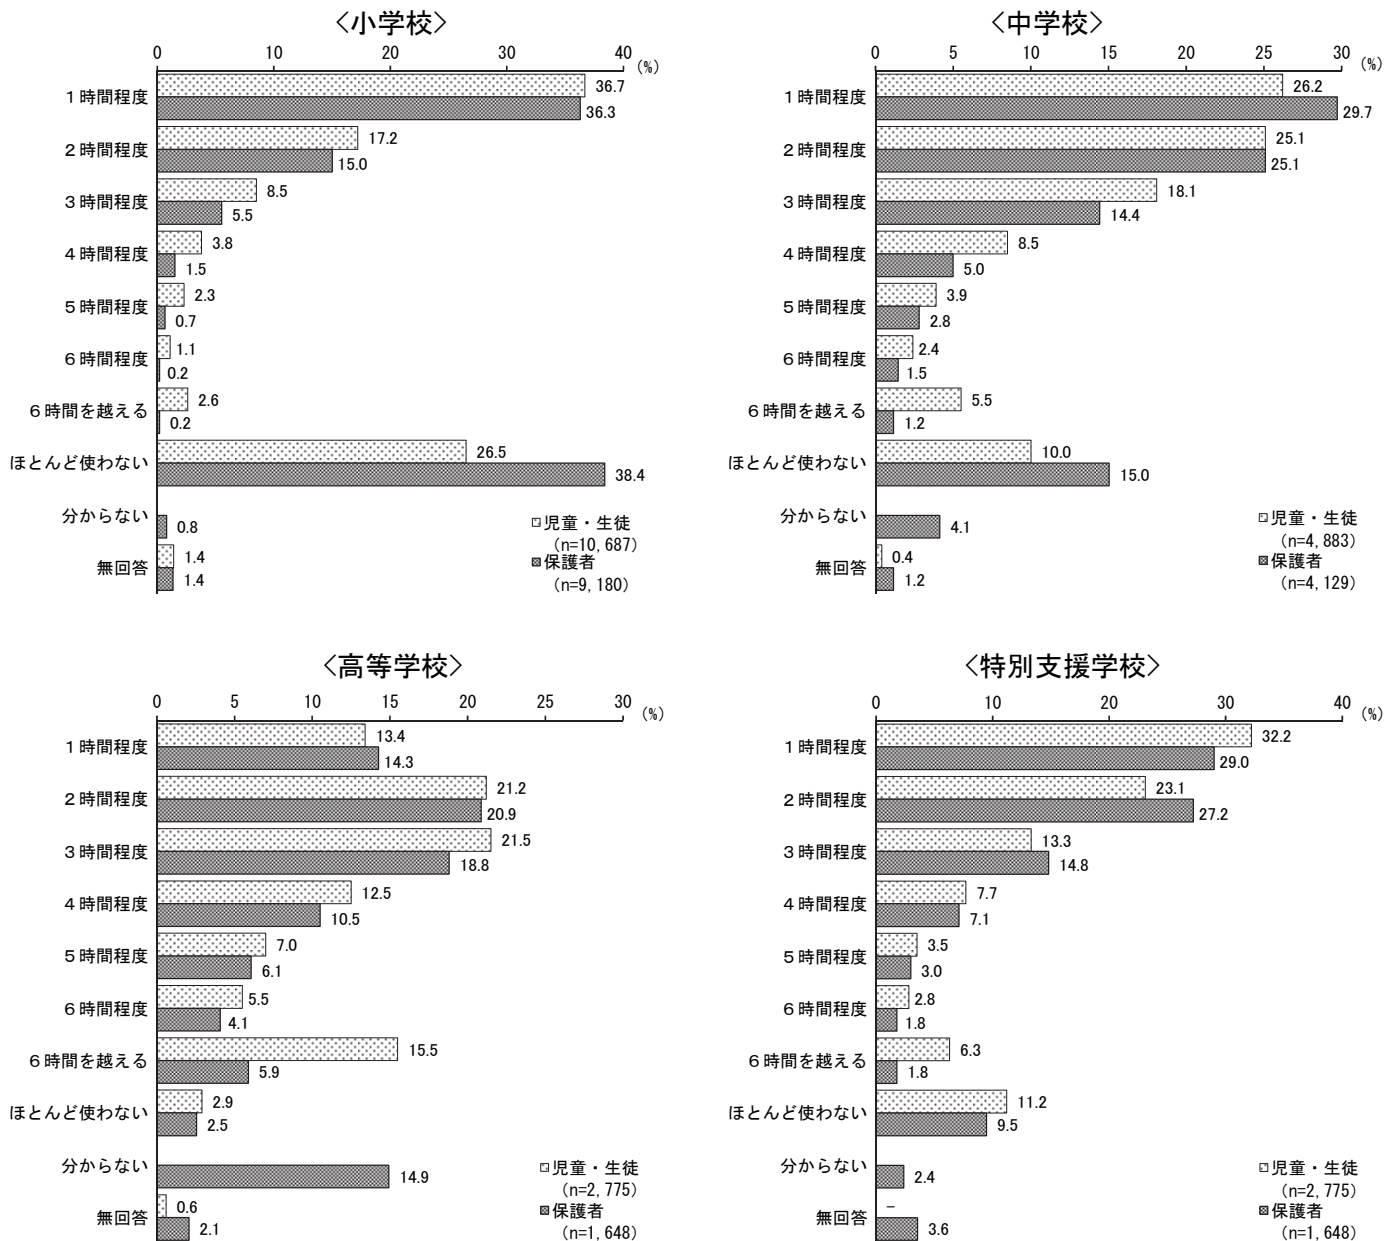 〈小学校〉
0 10 20 30 40
(%)
１時間程度 36.7
36.3
２時間程度 17.2
15.0
３時間程度 8.5
5.5
４時間程度 3.8
1.5
５時間程度 2.3
0.7
６時間程度 1.1
0.2
６時間を越える 2.6
0.2
ほとんど使わない 26.5
38.4
分からない 0.8
無回答 1.4
1.4
児童・生徒
(n=10,687)
保護者
(n=9,180)
〈中学校〉
0 5 10 15 20 25 30
(%)
１時間程度 26.2
29.7
２時間程度 25.1
25.1
３時間程度 18.1
14.4
４時間程度 8.5
5.0
５時間程度 3.9
2.8
６時間程度 2.4
1.5
６時間を越える 5.5
1.2
ほとんど使わない 10.0
15.0
分からない 4.1
無回答 0.4
1.2
児童・生徒
(n=4,883)
保護者
(n=4,129)
〈高等学校〉
0 5 10 15 20 25 30
(%)
１時間程度 13.4
14.3
２時間程度 21.2
20.9
３時間程度 21.5
18.8
４時間程度 12.5
10.5
５時間程度 7.0
6.1
６時間程度 5.5
4.1
６時間を越える 15.5
5.9
ほとんど使わない 2.9
2.5
分からない 14.9
無回答 0.6
2.1
児童・生徒
(n=2,775)
保護者
(n=1,648)
〈特別支援学校〉
0 10 20 30 40
(%)
１時間程度 32.2
29.0
２時間程度 23.1
27.2
３時間程度 13.3
14.8
４時間程度 7.7
7.1
５時間程度 3.5
3.0
６時間程度 2.8
1.8
６時間を越える 6.3
1.8
ほとんど使わない 11.2
9.5
分からない 2.4
無回答 –
3.6
児童・生徒
(n=2,775)
保護者
(n=1,648)